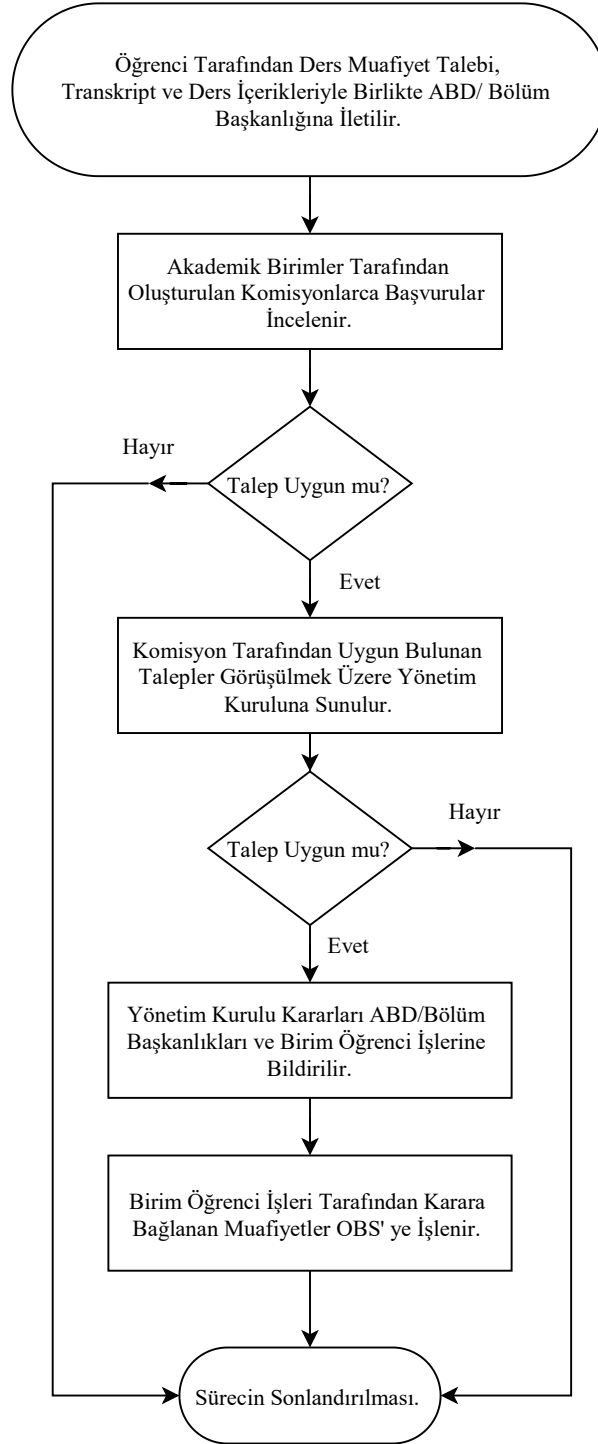 Öğrenci Tarafından Ders Muafiyet Talebi,
Transkript ve Ders İçerikleriyle Birlikte ABD/ Bölüm
Başkanlığına İletilir.
Akademik Birimler Tarafından
Oluşturulan Komisyonlarca Başvurular
İncelenir.
Hayır
Talep Uygun mu?
Evet
Komisyon Tarafından Uygun Bulunan
Talepler Görüşülmek Üzere Yönetim
Kuruluna Sunulur.
Hayır
Talep Uygun mu?
Evet
Yönetim Kurulu Kararları ABD/Bölüm
Başkanlıkları ve Birim Öğrenci İşlerine
Bildirilir.
Birim Öğrenci İşleri Tarafından Karara
Bağlanan Muafiyetler OBS' ye İşlenir.
Sürecin Sonlandırılması.